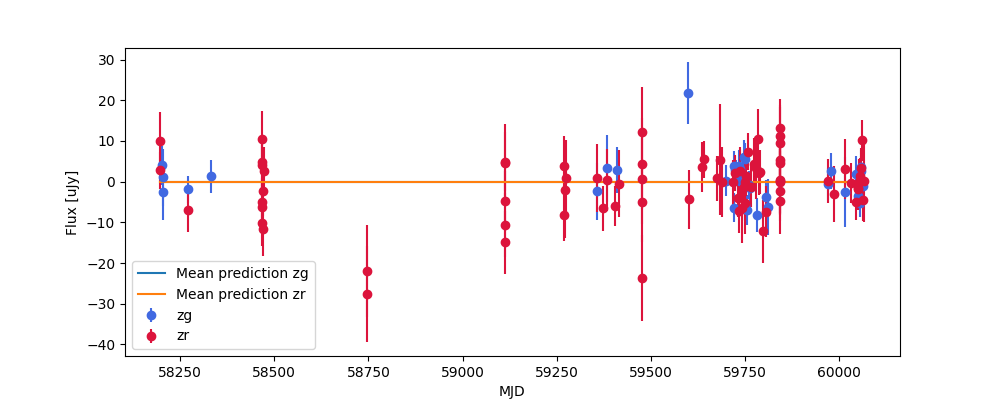 30
20
10
0
−10
−20
−30
−40
Flux [uJy]
Mean prediction zg
Mean prediction zr
zg
zr
58250 58500 58750 59000 59250 59500 59750 60000
MJD